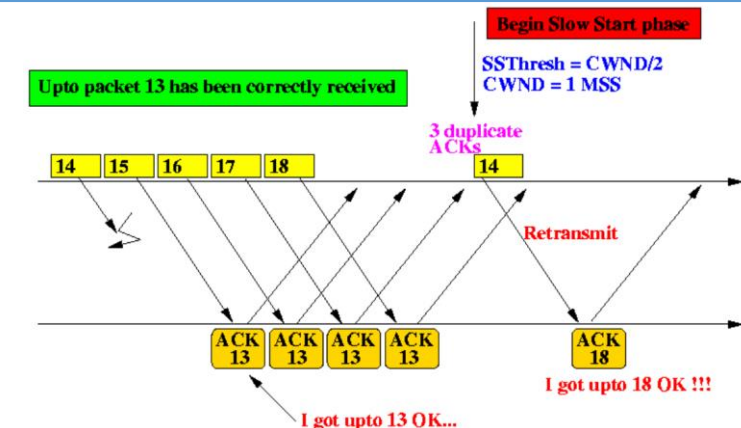 Begin Slow Start phase
SSThresh = CWND/2
CWND = 1 MSS
Upto packet 13 has been correctly received
3 duplicate
ACKs
14 15 16 17 18 14
Retransmit
ACK 13 ACK 13 ACK 13 ACK 13 ACK 18
I got upto 18 OK !!!
I got upto 13 OK...